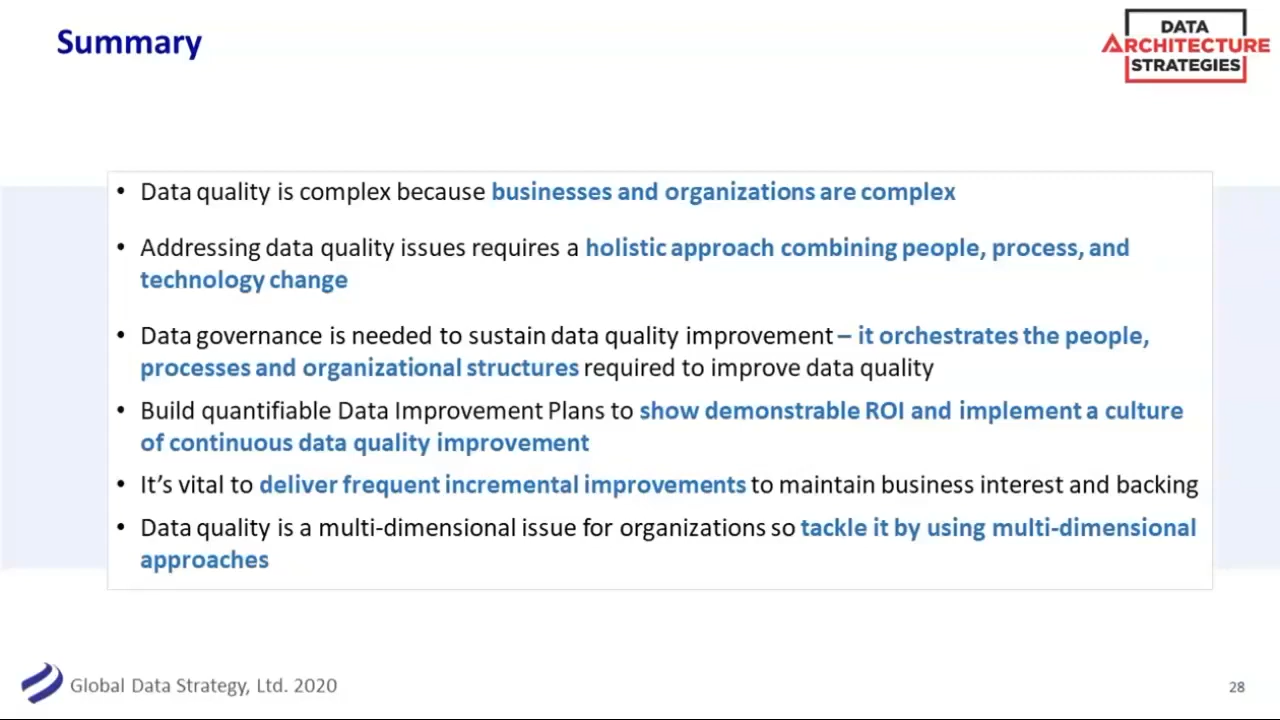 Summary
DATA
ARCHITECTURE
STRATEGIES
• Data quality is complex because businesses and organizations are complex
• Addressing data quality issues requires a holistic approach combining people, process, and
technology change
• Data governance is needed to sustain data quality improvement – it orchestrates the people,
processes and organizational structures required to improve data quality
• Build quantifiable Data Improvement Plans to show demonstrable ROI and implement a culture
of continuous data quality improvement
• It’s vital to deliver frequent incremental improvements to maintain business interest and backing
• Data quality is a multi-dimensional issue for organizations so tackle it by using multi-dimensional
approaches
Global Data Strategy, Ltd. 2020
28